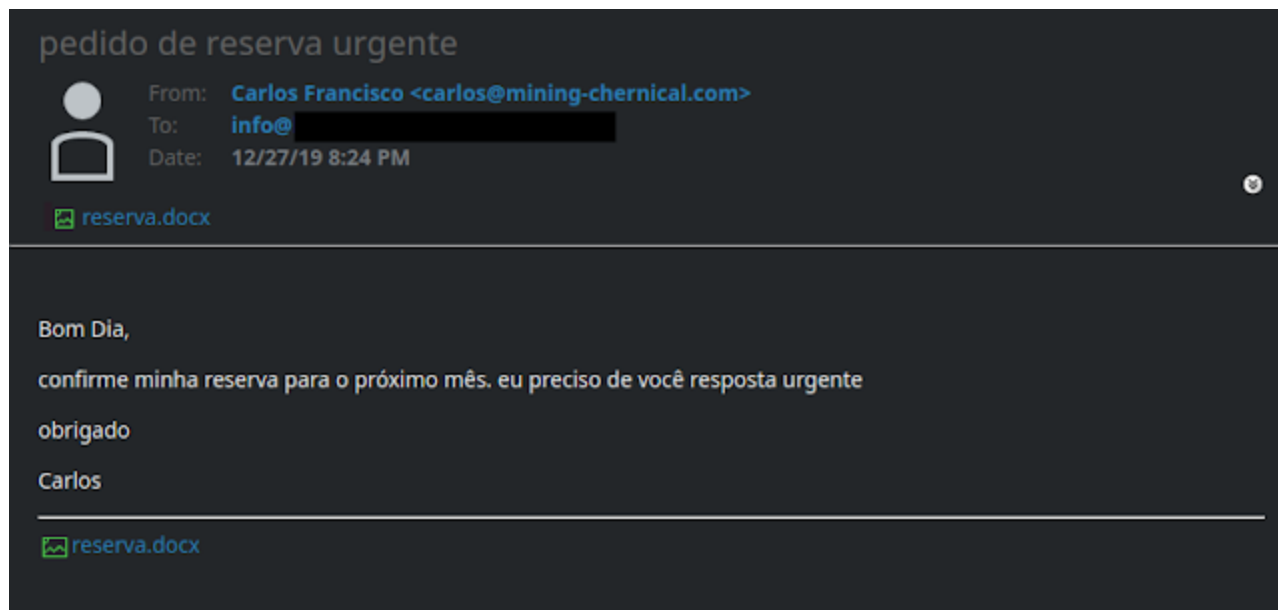 pedido de reserva urgente
From: Carlos Francisco <carlos@mining-chernical.com>
To: info@
Date: 12/27/19 8:24 PM
reserva.docx
Bom Dia,
confirme minha reserva para o próximo mês. eu preciso de você resposta urgente
obrigado
Carlos
reserva.docx